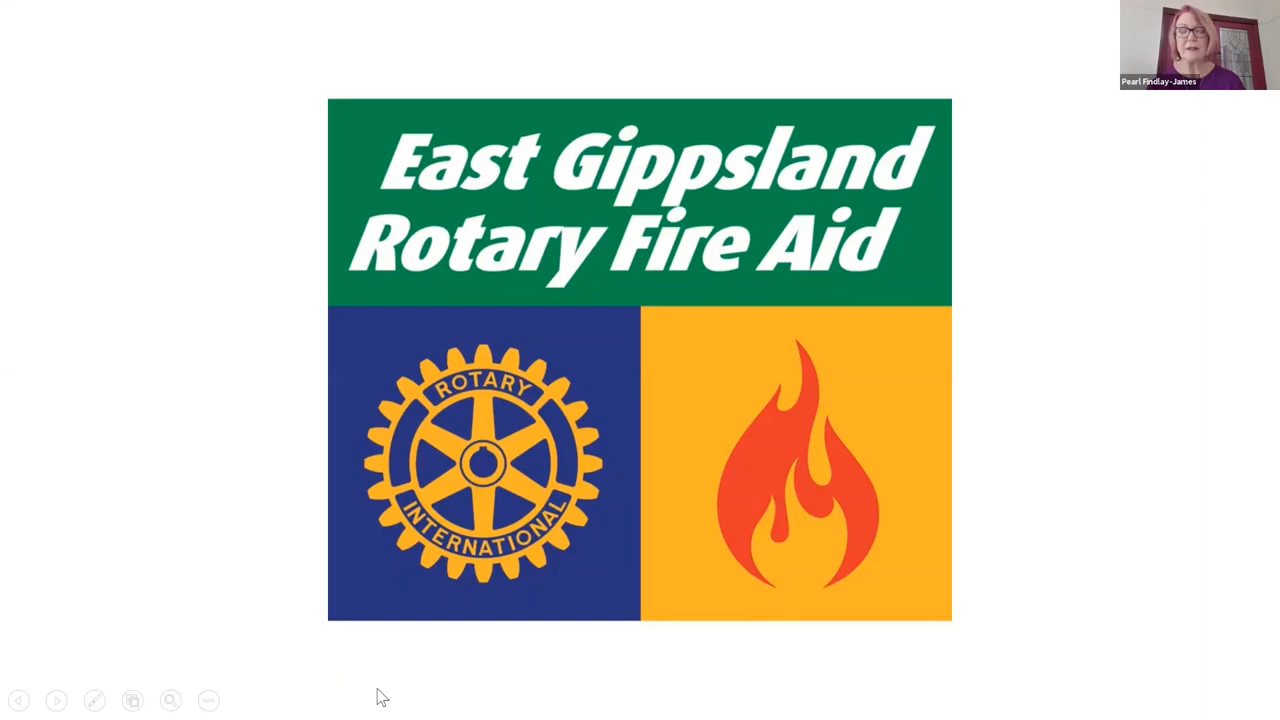 Pearl Findlay-James
East Gippsland
Rotary Fire Aid
ROTARY
INTERNATIONAL